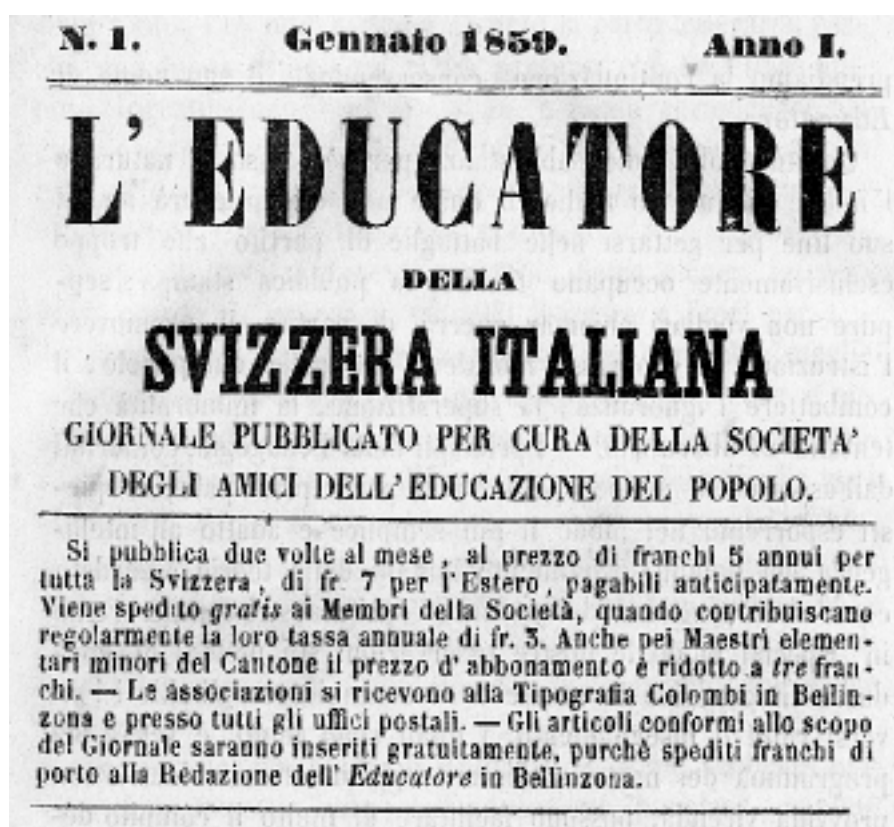 N. 1. Gennaio 1859. Anno I.
L'EDUCATORE
DELLA
SVIZZERA ITALIANA
GIORNALE PUBBLICATO PER CURA DELLA SOCIETA'
DEGLI AMICI DELL'EDUCAZIONE DEL POPOLO.
Si pubblica due volte al mese, al prezzo di franchi 5 annui per
tutta la Svizzera, di fr. 7 per l'Estero, pagabili anticipatamente.
Viene spedito gratis ai Membri della Società, quando contribuiscano
regolarmente la loro tassa annuale di fr. 3. Anche pei Maestri elemen-
tari minori del Cantone il prezzo d'abbonamento è ridotto a tre fran-
chi. — Le associazioni si ricevono alla Tipografia Colombi in Bellin-
zona e presso tutti gli uffici postali. — Gli articoli conformi allo scopo
del Giornale saranno inseriti gratuitamente, purchè spediti franchi di
porto alla Redazione dell'Educatore in Bellinzona.